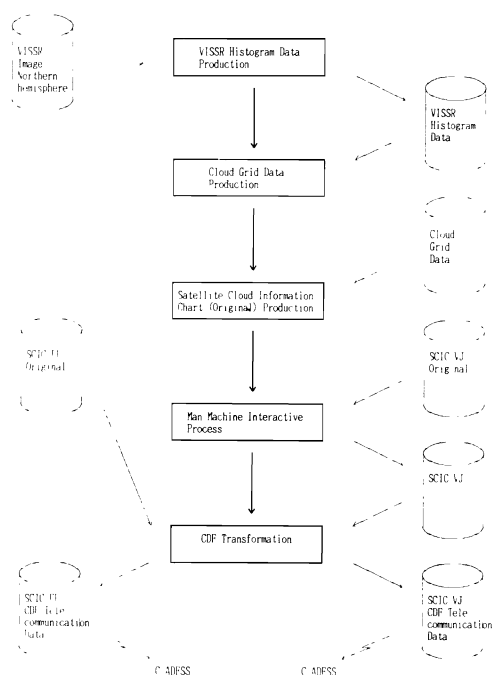 VISSR
Image
Northern
hemisphere
VISSR Histogram Data
Production
VISSR
Histogram
Data
Cloud Grid Data
Production
Cloud
Grid
Data
Satellite Cloud Information
Chart (Original) Production
SCIC
Original
SCIC VJ
Original
Man Machine Interactive
Process
SCIC VJ
CDF Transformation
SCIC
CDF Tele
communication
Data
SCIC VJ
CDF Tele
communication
Data
C-ADESS
C-ADESS